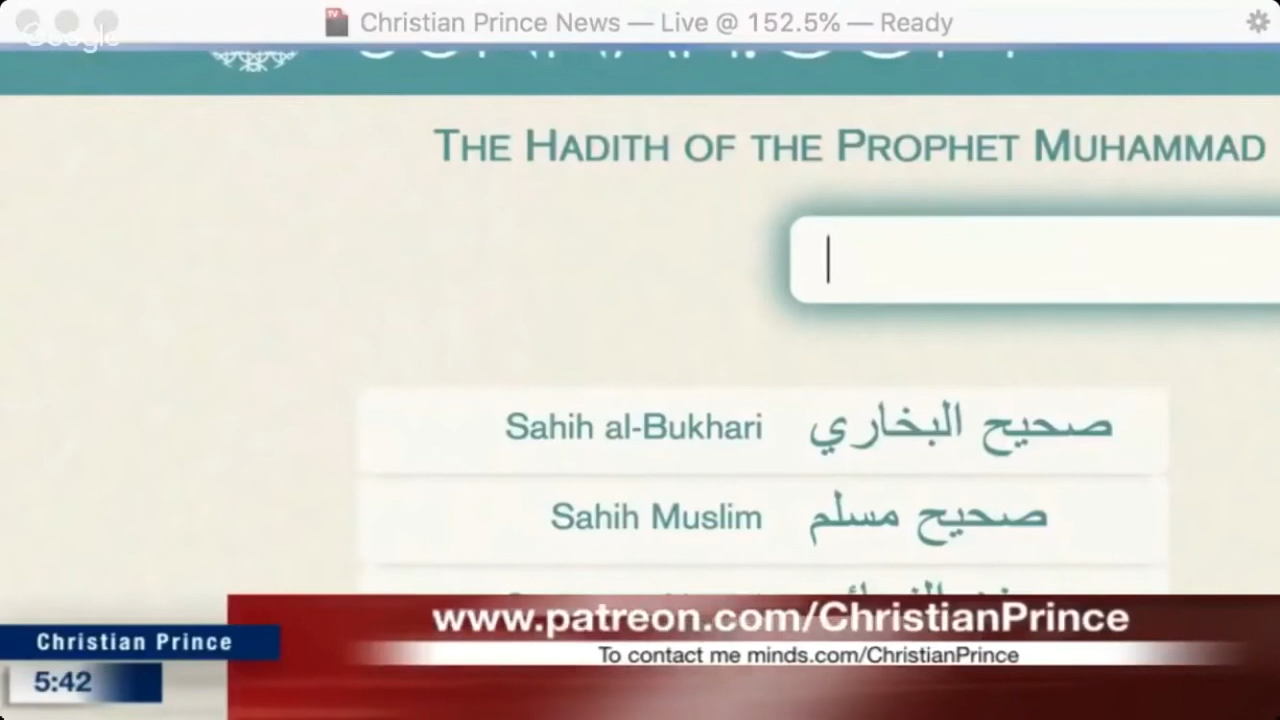 Christian Prince News — Live @ 152.5% — Ready
Google
THE HADITH OF THE PROPHET MUHAMMAD
Sahih al-Bukhari صحيح البخاري
Sahih Muslim صحيح مسلم
www.patreon.com/ChristianPrince
Christian Prince
To contact me minds.com/ChristianPrince
5:42